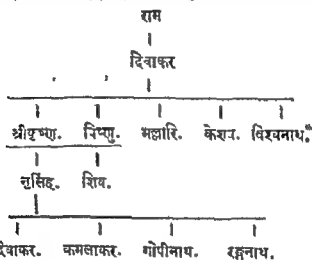 राम
दिवाकर
श्रीकृष्ण. विष्णु. मल्लारि. केशव. विश्वनाथ.*
नृसिंह. शिव.
दिवाकर. कमलाकर. गोपीनाथ. रङ्गनाथ.